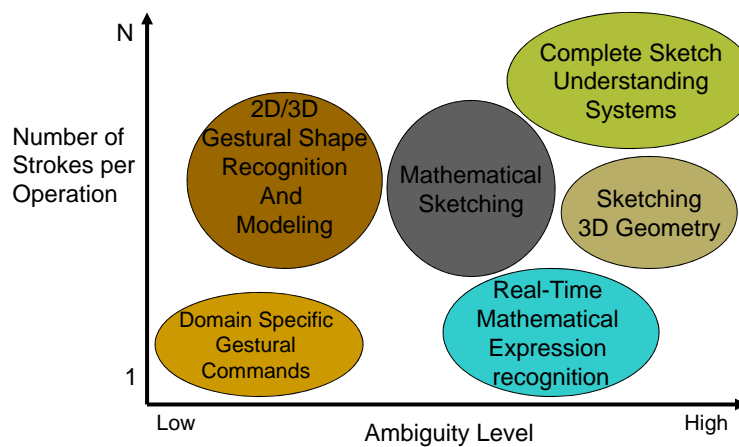 N
Number of
Strokes per
Operation
1
2D/3D
Gestural Shape
Recognition
And
Modeling
Mathematical
Sketching
Complete Sketch
Understanding
Systems
Sketching
3D Geometry
Domain Specific
Gestural
Commands
Real-Time
Mathematical
Expression
recognition
Low
Ambiguity Level
High